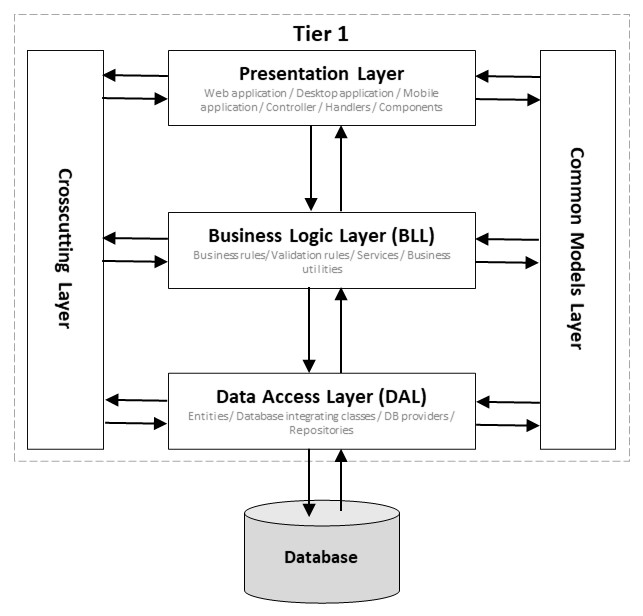 Tier 1
Presentation Layer
Web application / Desktop application / Mobile
application / Controller / Handlers / Components
Crosscutting Layer
Common Models Layer
Business Logic Layer (BLL)
Business rules/ Validation rules / Services / Business
utilities
Data Access Layer (DAL)
Entities / Database integrating classes / DB providers /
Repositories
Database